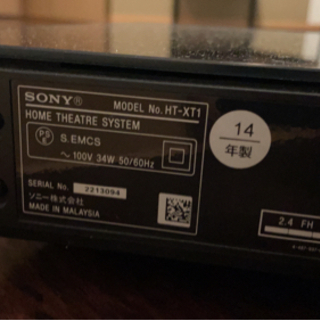 SONY® MODEL No. HT-XT1
HOME THEATRE SYSTEM
PS E S.EMCS
~ 100V 34W 50/60Hz
SERIAL No. 2213094
ソニー株式会社
MADE IN MALAYSIA
14
年製
2.4 FH